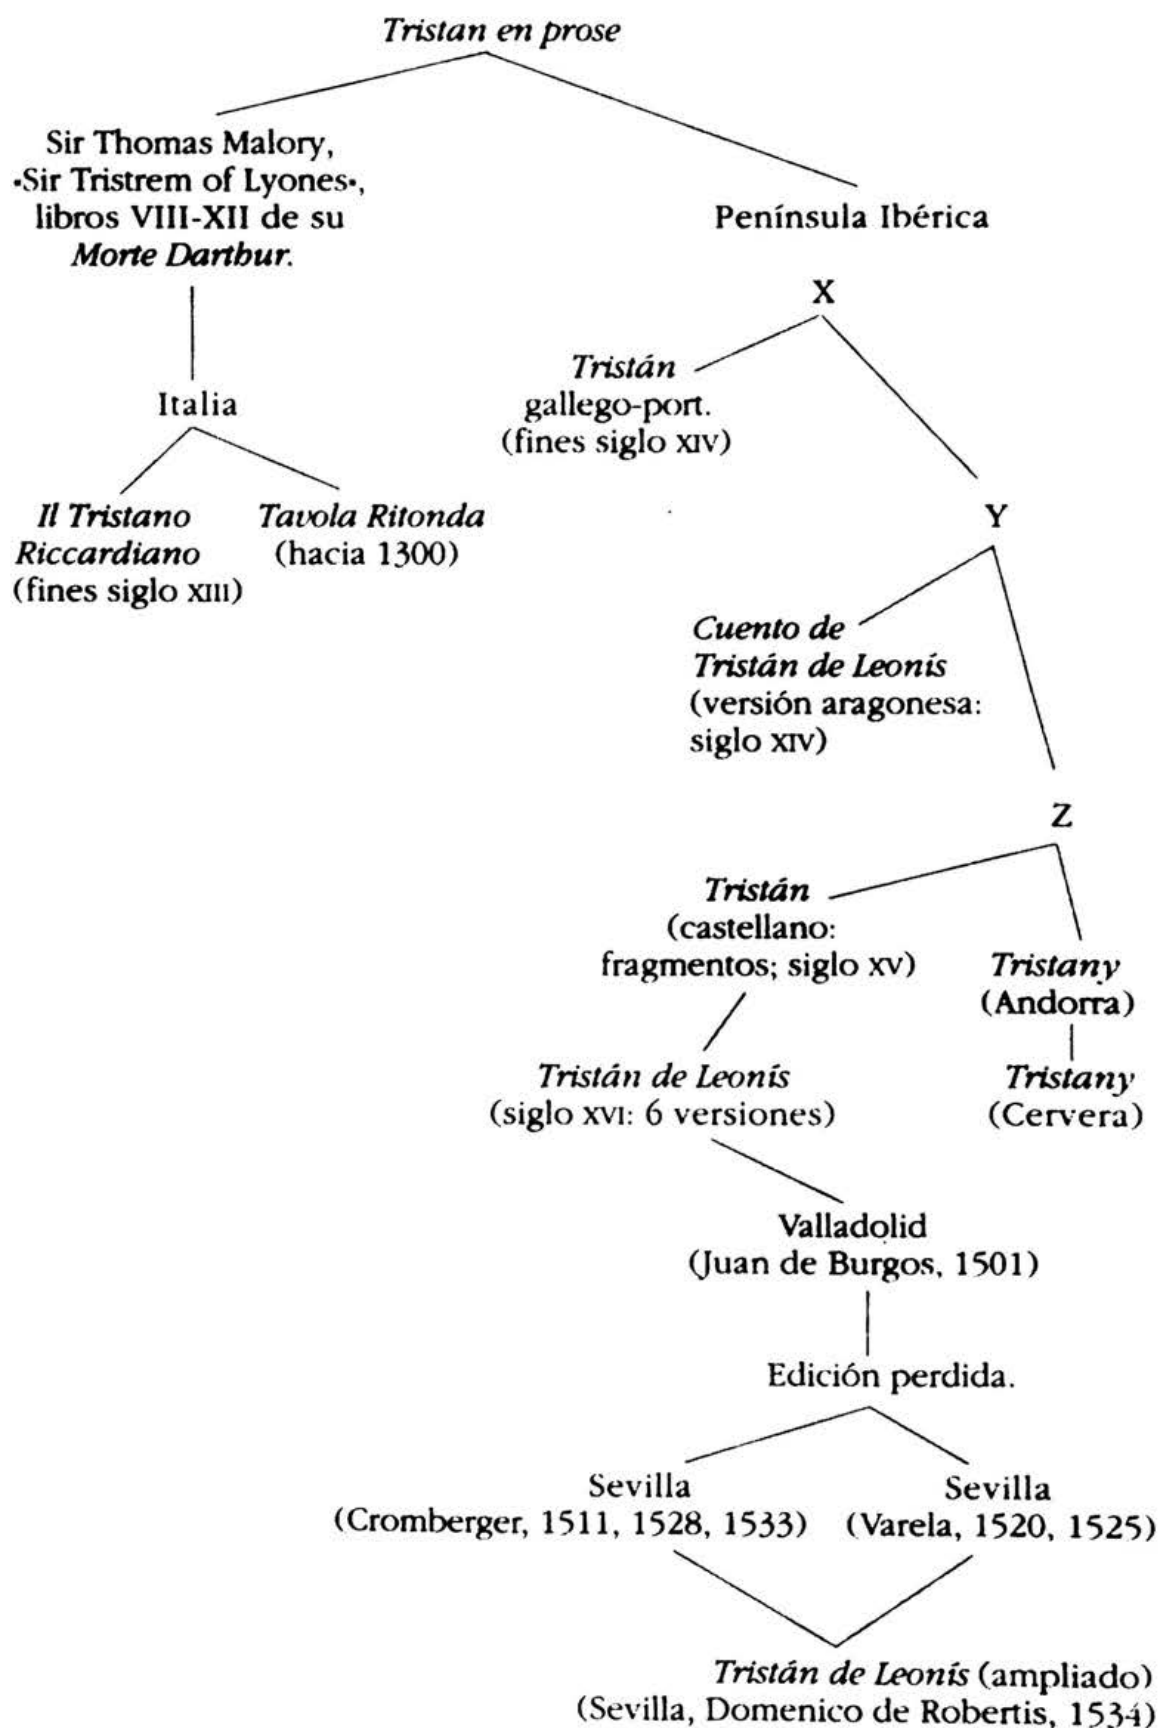 Tristan en prose
Sir Thomas Malory,
«Sir Tristrem of Lyones»,
libros VIII-XII de su
Morte Darthur.
Península Ibérica
X
Tristán
gallego-port.
(fines siglo XIV)
Italia
Il Tristano
Riccardiano
(fines siglo XIII)
Tavola Ritonda
(hacia 1300)
Y
Cuento de
Tristán de Leonís
(versión aragonesa:
siglo XIV)
Z
Tristán
(castellano:
fragmentos; siglo XV)
Tristany
(Andorra)
Tristany
(Cervera)
Tristán de Leonís
(siglo XVI: 6 versiones)
Valladolid
(Juan de Burgos, 1501)
Edición perdida.
Sevilla
(Cromberger, 1511, 1528, 1533)
Sevilla
(Varela, 1520, 1525)
Tristán de Leonís (ampliado)
(Sevilla, Domenico de Robertis, 1534)